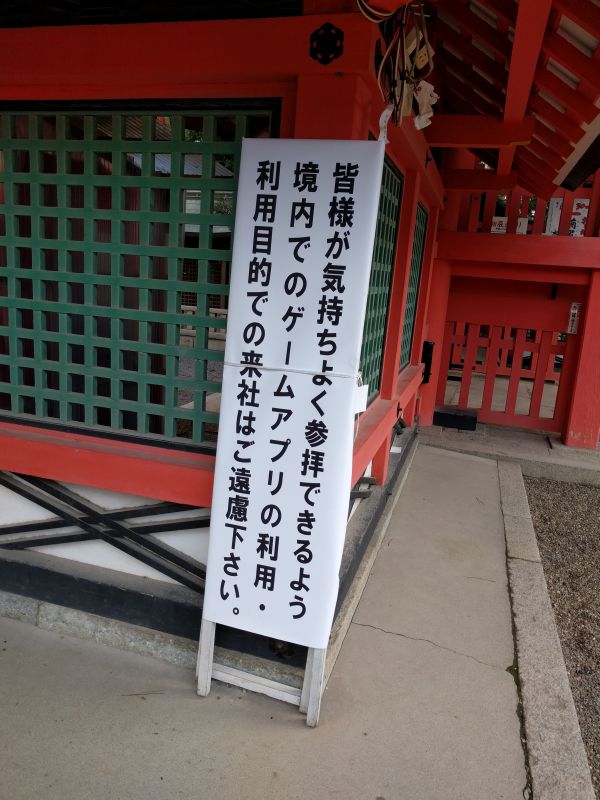 皆様が気持ちよく参拝できるよう
境内でのゲームアプリの利用・
利用目的での来社はご遠慮下さい。